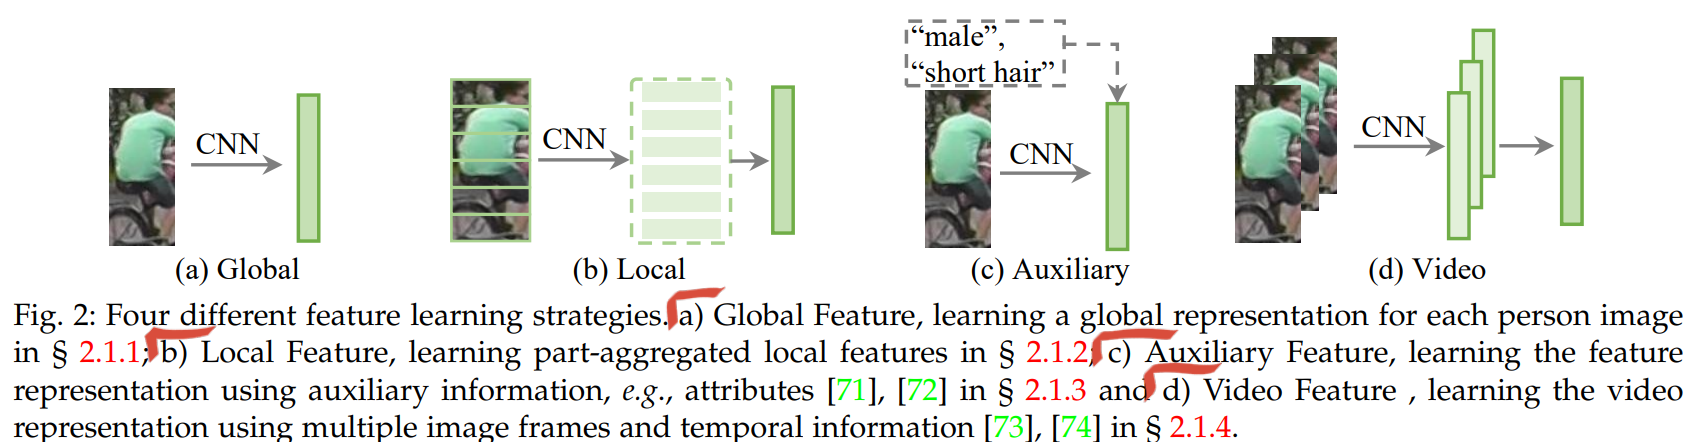 “male”,
“short hair”
CNN
CNN
CNN
CNN
(a) Global
(b) Local
(c) Auxiliary
(d) Video
Fig. 2: Four different feature learning strategies. a) Global Feature, learning a global representation for each person image
in § 2.1.1; b) Local Feature, learning part-aggregated local features in § 2.1.2; c) Auxiliary Feature, learning the feature
representation using auxiliary information, e.g., attributes [71], [72] in § 2.1.3 and d) Video Feature , learning the video
representation using multiple image frames and temporal information [73], [74] in § 2.1.4.